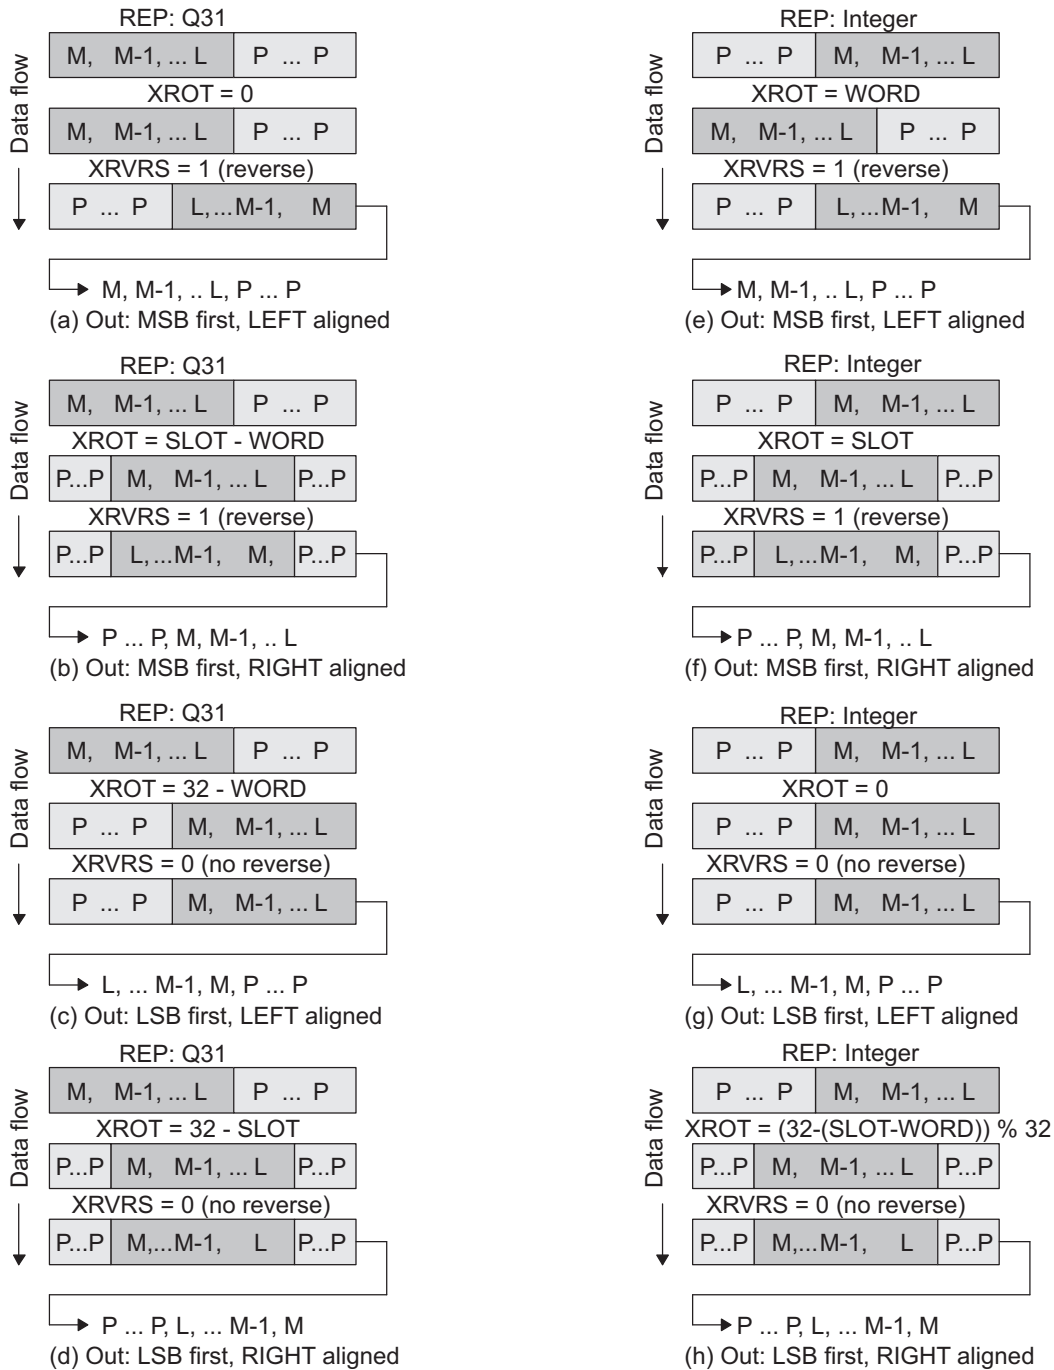 REP: Q31
M, M-1, ... L P ... P
XROT = 0
M, M-1, ... L P ... P
XRVRS = 1 (reverse)
P ... P L,...M-1, M
Data flow
M, M-1, .. L, P ... P
(a) Out: MSB first, LEFT aligned
REP: Integer
P ... P M, M-1, ... L
XROT = WORD
M, M-1, ... L P ... P
XRVRS = 1 (reverse)
P ... P L,...M-1, M
Data flow
M, M-1, .. L, P ... P
(e) Out: MSB first, LEFT aligned
REP: Q31
M, M-1, ... L P ... P
XROT = SLOT - WORD
P...P M, M-1, ... L P...P
XRVRS = 1 (reverse)
P...P L,...M-1, M, P...P
Data flow
P ... P, M, M-1, .. L
(b) Out: MSB first, RIGHT aligned
REP: Integer
P ... P M, M-1, ... L
XROT = SLOT
P...P M, M-1, ... L P...P
XRVRS = 1 (reverse)
P...P L,...M-1, M, P...P
Data flow
P ... P, M, M-1, .. L
(f) Out: MSB first, RIGHT aligned
REP: Q31
M, M-1, ... L P ... P
XROT = 32 - WORD
P ... P M, M-1, ... L
XRVRS = 0 (no reverse)
P ... P M, M-1, ... L
Data flow
L, ... M-1, M, P ... P
(c) Out: LSB first, LEFT aligned
REP: Integer
P ... P M, M-1, ... L
XROT = 0
P ... P M, M-1, ... L
XRVRS = 0 (no reverse)
P ... P M, M-1, ... L
Data flow
L, ... M-1, M, P ... P
(g) Out: LSB first, LEFT aligned
REP: Q31
M, M-1, ... L P ... P
XROT = 32 - SLOT
P...P M, M-1, ... L P...P
XRVRS = 0 (no reverse)
P...P M,...M-1, L P...P
Data flow
P ... P, L, ... M-1, M
(d) Out: LSB first, RIGHT aligned
REP: Integer
P ... P M, M-1, ... L
XROT = (32-(SLOT-WORD)) % 32
P...P M, M-1, ... L P...P
XRVRS = 0 (no reverse)
P...P M,...M-1, L P...P
Data flow
P ... P, L, ... M-1, M
(h) Out: LSB first, RIGHT aligned